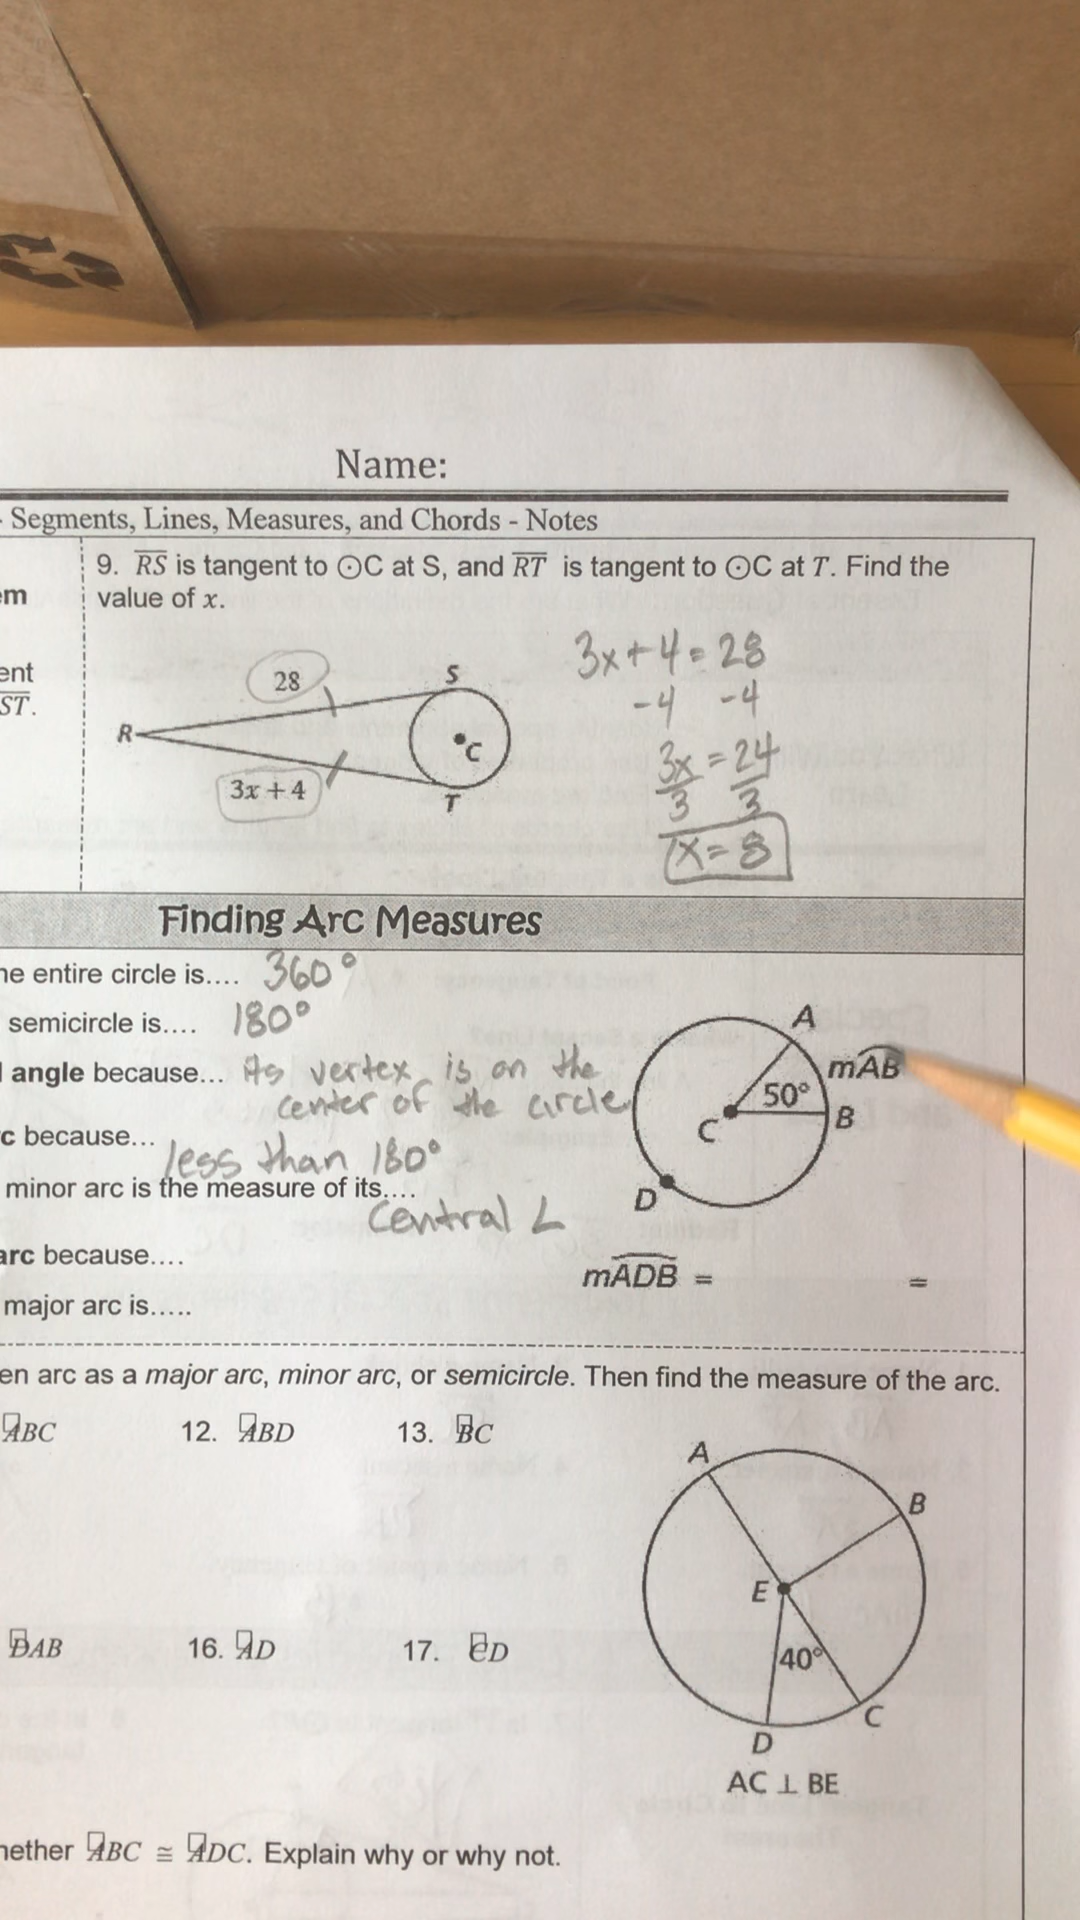 Name:
Segments, Lines, Measures, and Chords - Notes
em
ent
ST.
9. RS is tangent to ⊙C at S, and RT is tangent to ⊙C at T. Find the
value of x.
28
S
R
C
3x + 4
T
3x + 4 = 28
-4 -4
3x = 24
3 3
x = 8
Finding Arc Measures
he entire circle is.... 360°
semicircle is.... 180°
angle because... its vertex is on the
center of the circle
c because...
less than 180°
minor arc is the measure of its....
Central ∠
arc because....
major arc is.....
A
mAB
50°
C
B
D
mADB = =
en arc as a major arc, minor arc, or semicircle. Then find the measure of the arc.
ABC 12. ABD 13. BC
DAB 16. AD 17. CD
A
B
E
40°
C
D
AC ⊥ BE
hether ABC ≅ ADC. Explain why or why not.